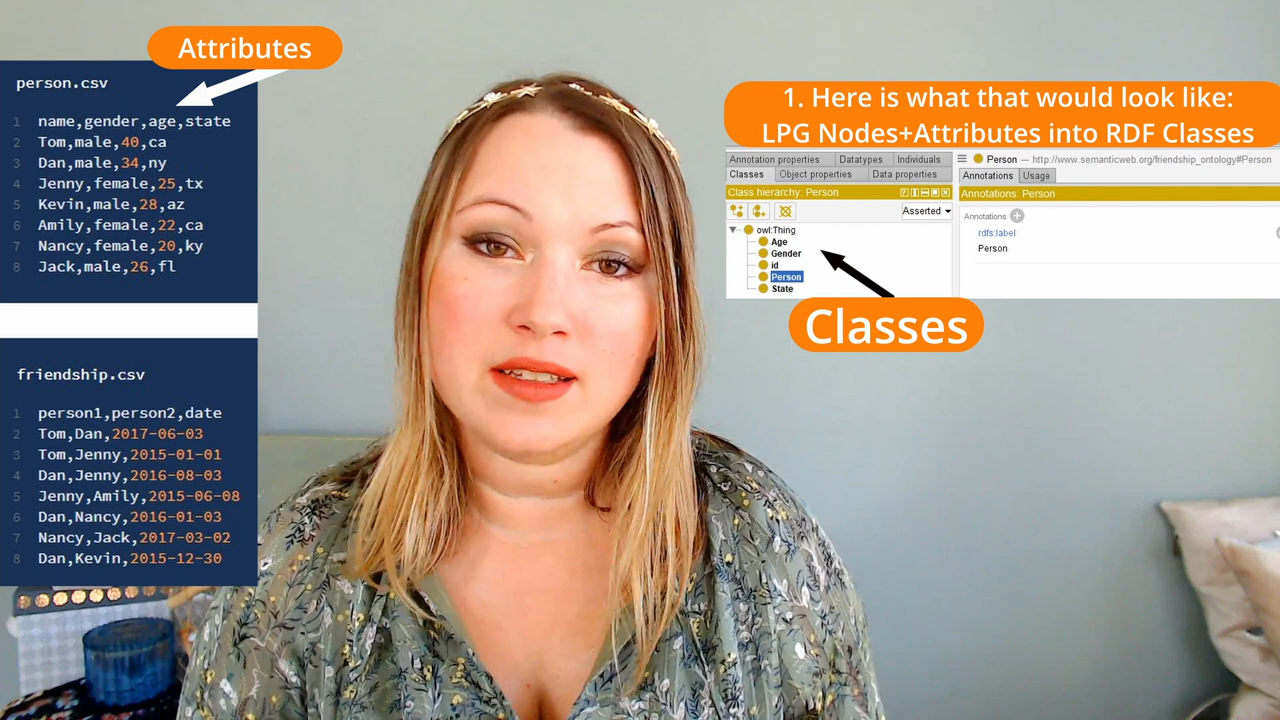 Attributes
person.csv
1 name,gender,age,state
2 Tom,male,40,ca
3 Dan,male,34,ny
4 Jenny,female,25,tx
5 Kevin,male,28,az
6 Amily,female,22,ca
7 Nancy,female,20,ky
8 Jack,male,26,fl
friendship.csv
1 person1,person2,date
2 Tom,Dan,2017-06-03
3 Tom,Jenny,2015-01-01
4 Dan,Jenny,2016-08-03
5 Jenny,Amily,2015-06-08
6 Dan,Nancy,2016-01-03
7 Nancy,Jack,2017-03-02
8 Dan,Kevin,2015-12-30
1. Here is what that would look like:
LPG Nodes+Attributes into RDF Classes
Annotation properties Datatypes Individuals
Classes Object properties Data properties
Class hierarchy: Person
Asserted
owl:Thing
Age
Gender
id
Person
State
Person — http://www.semanticweb.org/friendship_ontology#Person
Annotations Usage
Annotations: Person
Annotations
rdfs:label
Person
Classes